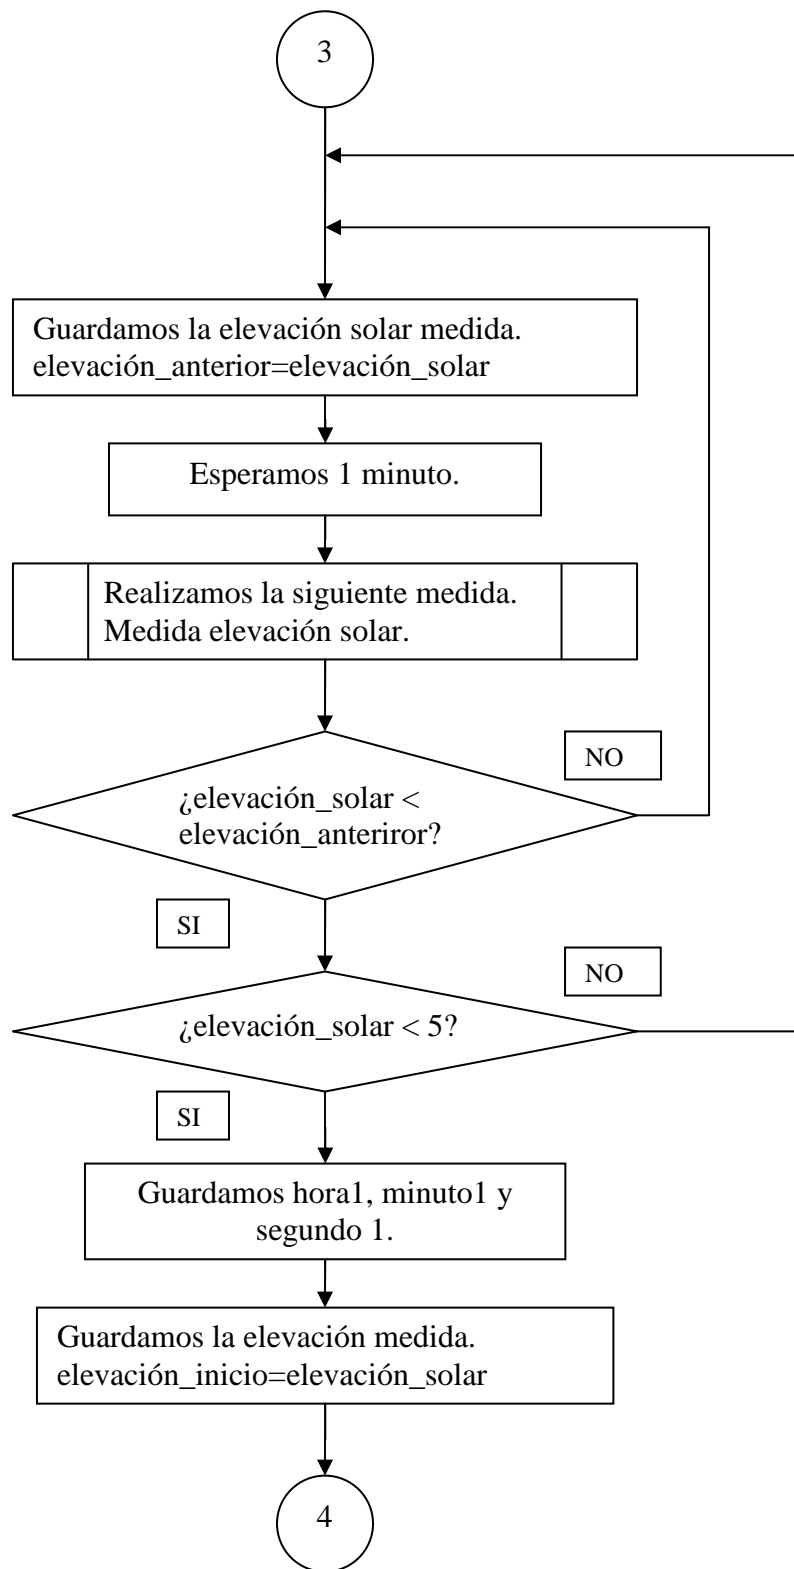 3
Guardamos la elevación solar medida.
elevación_anterior=elevación_solar
Esperamos 1 minuto.
Realizamos la siguiente medida.
Medida elevación solar.
NO
¿elevación_solar <
elevación_anteriror?
SI
NO
¿elevación_solar < 5?
SI
Guardamos hora1, minuto1 y
segundo 1.
Guardamos la elevación medida.
elevación_inicio=elevación_solar
4